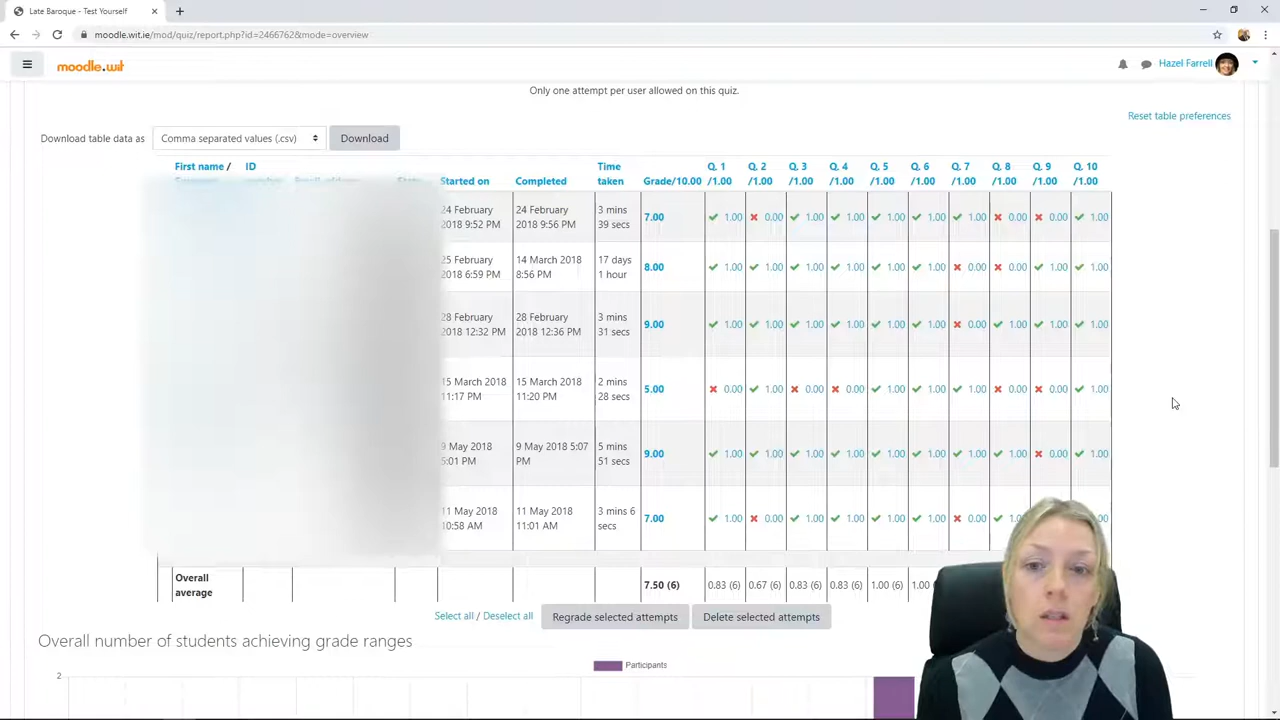 Late Baroque - Test Yourself
moodle.wit.ie/mod/quiz/report.php?id=2466762&mode=overview
moodle.wit
Hazel Farrell
Only one attempt per user allowed on this quiz.
Reset table preferences
Download table data as Comma separated values (.csv) Download
First name / ID Time Q. 1 Q. 2 Q. 3 Q. 4 Q. 5 Q. 6 Q. 7 Q. 8 Q. 9 Q. 10
Started on Completed taken Grade/10.00 /1.00 /1.00 /1.00 /1.00 /1.00 /1.00 /1.00 /1.00 /1.00 /1.00
24 February 24 February 3 mins
2018 9:52 PM 2018 9:56 PM 39 secs
7.00 ✓ 1.00 ✗ 0.00 ✓ 1.00 ✓ 1.00 ✓ 1.00 ✓ 1.00 ✓ 1.00 ✗ 0.00 ✗ 0.00 ✓ 1.00
25 February 14 March 2018 17 days
2018 6:59 PM 8:56 PM 1 hour
8.00 ✓ 1.00 ✓ 1.00 ✓ 1.00 ✓ 1.00 ✓ 1.00 ✓ 1.00 ✗ 0.00 ✗ 0.00 ✓ 1.00 ✓ 1.00
28 February 28 February 3 mins
2018 12:32 PM 2018 12:36 PM 31 secs
9.00 ✓ 1.00 ✓ 1.00 ✓ 1.00 ✓ 1.00 ✓ 1.00 ✓ 1.00 ✗ 0.00 ✓ 1.00 ✓ 1.00 ✓ 1.00
15 March 2018 15 March 2018 2 mins
11:17 PM 11:20 PM 28 secs
5.00 ✗ 0.00 ✓ 1.00 ✗ 0.00 ✗ 0.00 ✓ 1.00 ✓ 1.00 ✓ 1.00 ✗ 0.00 ✗ 0.00 ✓ 1.00
9 May 2018 9 May 2018 5:07 5 mins
5:01 PM PM 51 secs
9.00 ✓ 1.00 ✓ 1.00 ✓ 1.00 ✓ 1.00 ✓ 1.00 ✓ 1.00 ✓ 1.00 ✓ 1.00 ✗ 0.00 ✓ 1.00
11 May 2018 11 May 2018 3 mins 6
10:58 AM 11:01 AM secs
7.00 ✓ 1.00 ✗ 0.00 ✓ 1.00 ✓ 1.00 ✓ 1.00 ✓ 1.00 ✗ 0.00 ✓
Overall
average
7.50 (6) 0.83 (6) 0.67 (6) 0.83 (6) 0.83 (6) 1.00 (6) 1.00
Select all / Deselect all Regrade selected attempts Delete selected attempts
Overall number of students achieving grade ranges
Participants
2